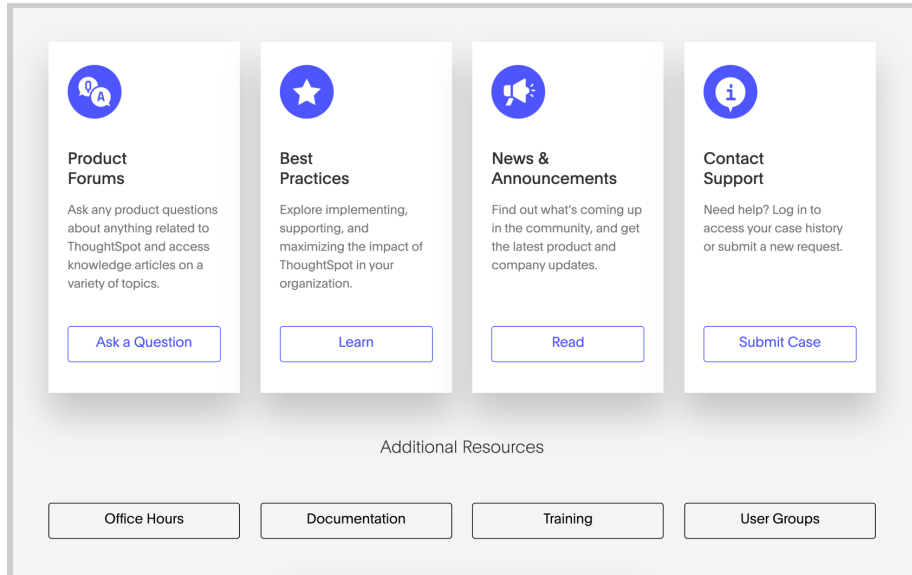 Q
A
Product
Forums
Ask any product questions
about anything related to
ThoughtSpot and access
knowledge articles on a
variety of topics.
Ask a Question
Best
Practices
Explore implementing,
supporting, and
maximizing the impact of
ThoughtSpot in your
organization.
Learn
News &
Announcements
Find out what’s coming up
in the community, and get
the latest product and
company updates.
Read
i
Contact
Support
Need help? Log in to
access your case history
or submit a new request.
Submit Case
Additional Resources
Office Hours
Documentation
Training
User Groups